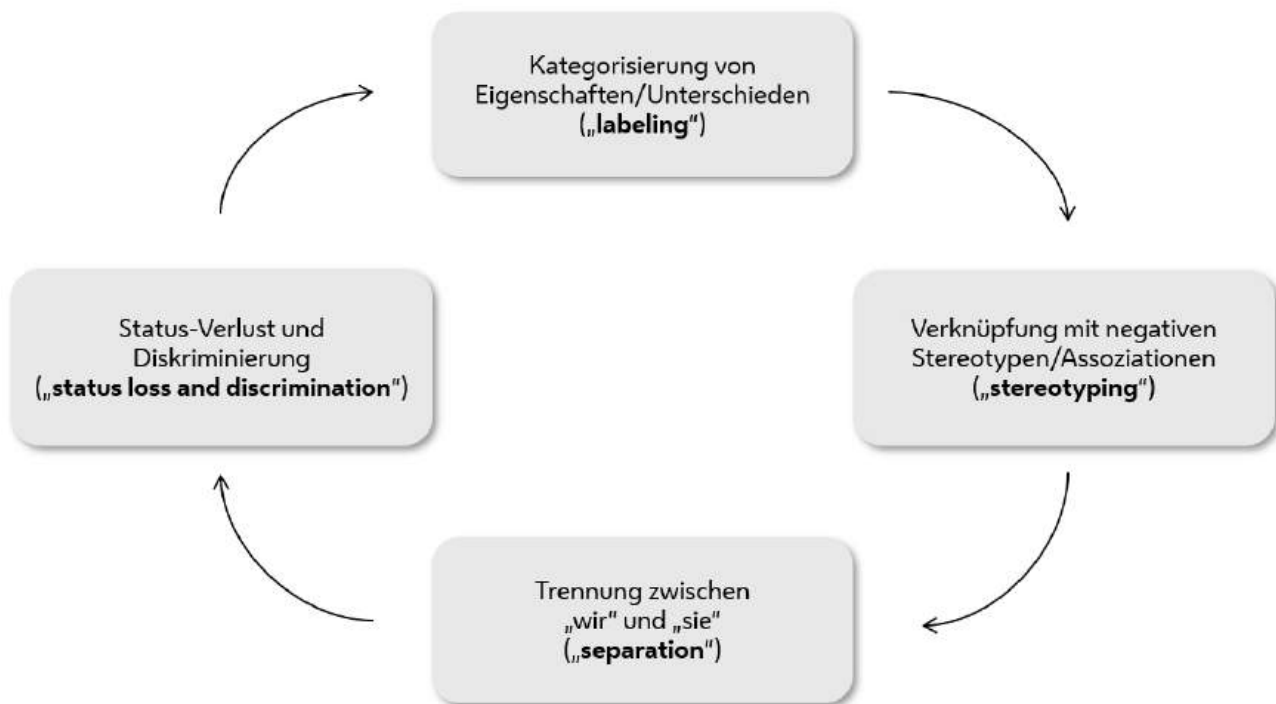 Kategorisierung von
Eigenschaften/Unterschieden
(„labeling“)
Status-Verlust und
Diskriminierung
(„status loss and discrimination“)
Verknüpfung mit negativen
Stereotypen/Assoziationen
(„stereotyping“)
Trennung zwischen
„wir“ und „sie“
(„separation“)